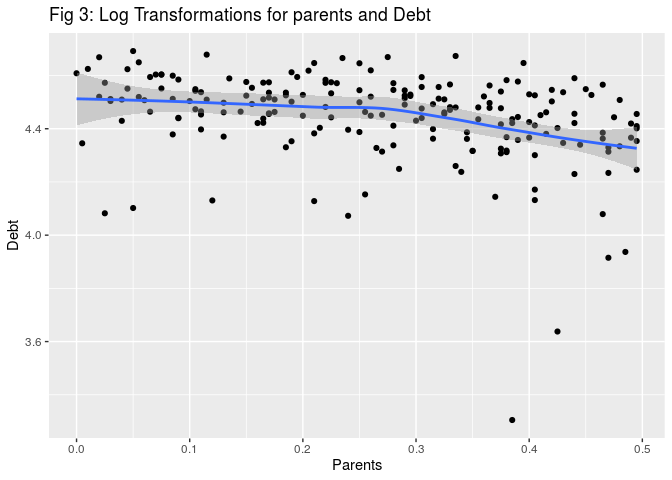 Fig 3: Log Transformations for parents and Debt
Debt
4.4
4.0
3.6
0.0 0.1 0.2 0.3 0.4 0.5
Parents